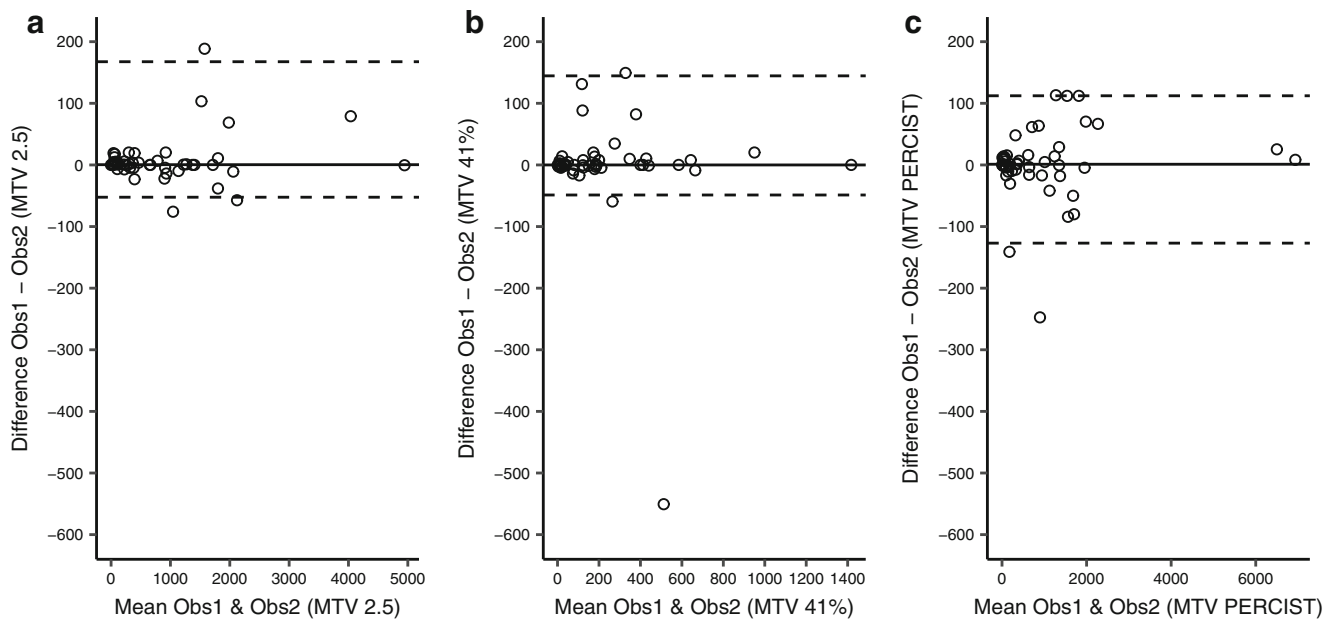 a
200
100
0
−100
−200
−300
−400
−500
−600
0 1000 2000 3000 4000 5000
Difference Obs1 − Obs2 (MTV 2.5)
Mean Obs1 & Obs2 (MTV 2.5)
b
200
100
0
−100
−200
−300
−400
−500
−600
0 200 400 600 800 1000 1200 1400
Difference Obs1 − Obs2 (MTV 41%)
Mean Obs1 & Obs2 (MTV 41%)
c
200
100
0
−100
−200
−300
−400
−500
−600
0 2000 4000 6000
Difference Obs1 − Obs2 (MTV PERCIST)
Mean Obs1 & Obs2 (MTV PERCIST)